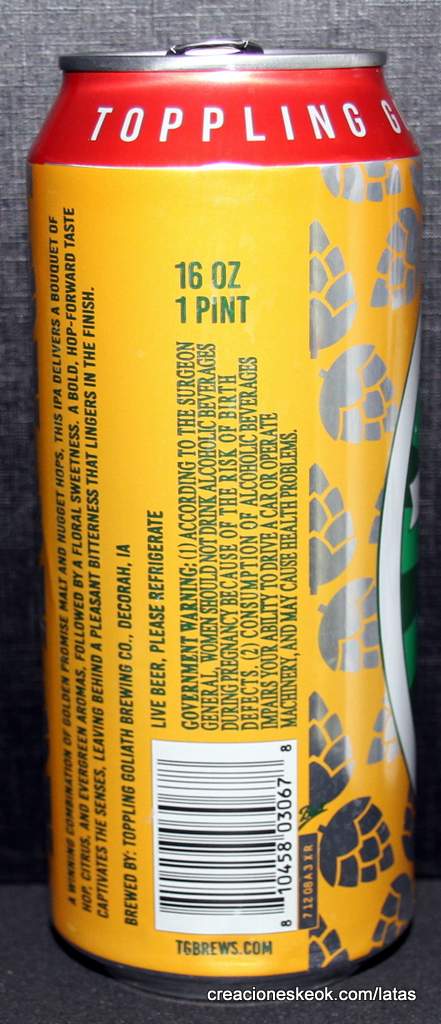 TOPPLING G
A WINNING COMBINATION OF GOLDEN PROMISE MALT AND NUGGET HOPS, THIS IPA DELIVERS A BOUQUET OF
HOP, CITRUS, AND EVERGREEN AROMAS, FOLLOWED BY A FLORAL SWEETNESS. A BOLD, HOP-FORWARD TASTE
CAPTIVATES THE SENSES, LEAVING BEHIND A PLEASANT BITTERNESS THAT LINGERS IN THE FINISH.
BREWED BY: TOPPLING GOLIATH BREWING CO., DECORAH, IA
LIVE BEER, PLEASE REFRIGERATE
16 OZ
1 PiNT
GOVERNMENT WARNING: (1) ACCORDING TO THE SURGEON
GENERAL, WOMEN SHOULD NOT DRINK ALCOHOLIC BEVERAGES
DURING PREGNANCY BECAUSE OF THE RISK OF BIRTH
DEFECTS. (2) CONSUMPTION OF ALCOHOLIC BEVERAGES
IMPAIRS YOUR ABILITY TO DRIVE A CAR OR OPERATE
MACHINERY, AND MAY CAUSE HEALTH PROBLEMS.
8 10458 03067 8
7120BA3XR
TGBREWS.COM
creacioneskeok.com/latas